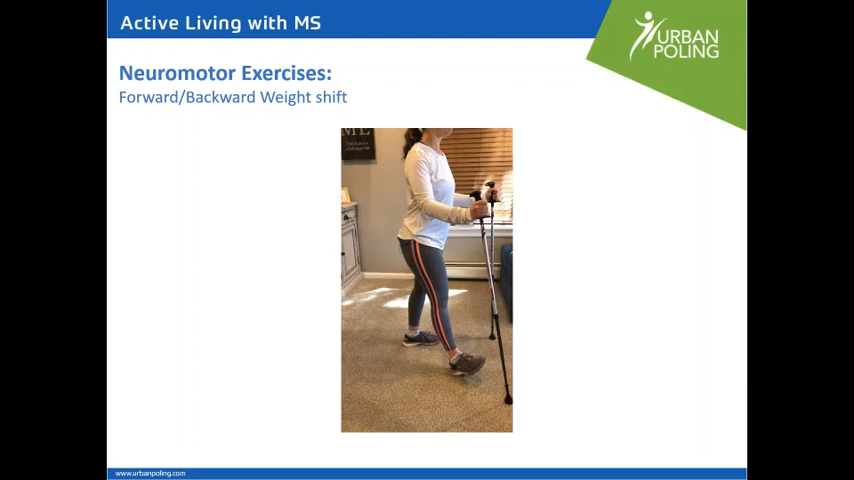 Active Living with MS
URBAN
POLING
Neuromotor Exercises:
Forward/Backward Weight shift
www.urbanpoling.com